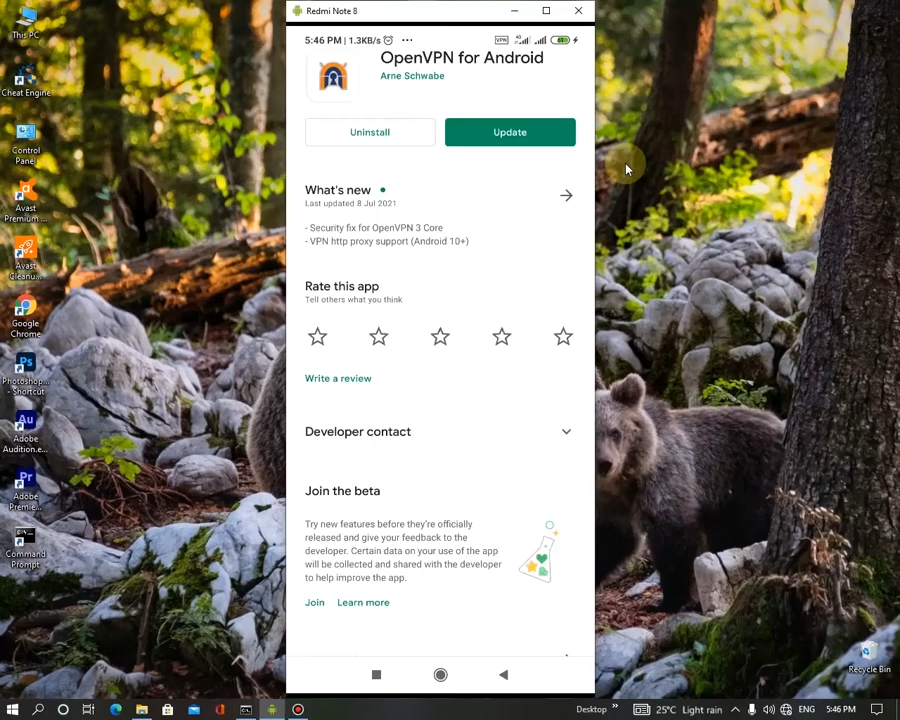 Redmi Note 8
5:46 PM | 1.3KB/s
VPN
4G
61
OpenVPN for Android
Arne Schwabe
Uninstall
Update
What's new
Last updated 8 Jul 2021
- Security fix for OpenVPN 3 Core
- VPN http proxy support (Android 10+)
Rate this app
Tell others what you think
Write a review
Developer contact
Join the beta
Try new features before they're officially
released and give your feedback to the
developer. Certain data on your use of the app
will be collected and shared with the developer
to help improve the app.
Join
Learn more
This PC
Cheat Engine
Control
Panel
Avast
Premium ...
Avast
Cleanu...
Google
Chrome
Ps
Photoshop...
- Shortcut
Au
Adobe
Audition.e...
Pr
Adobe
Premie...
Command
Prompt
Recycle Bin
Desktop
25°C Light rain
ENG
5:46 PM